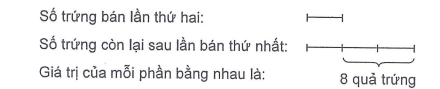 Số trứng bán lần thứ hai:
Số trứng còn lại sau lần bán thứ nhất:
Giá trị của mỗi phần bằng nhau là:
8 quả trứng